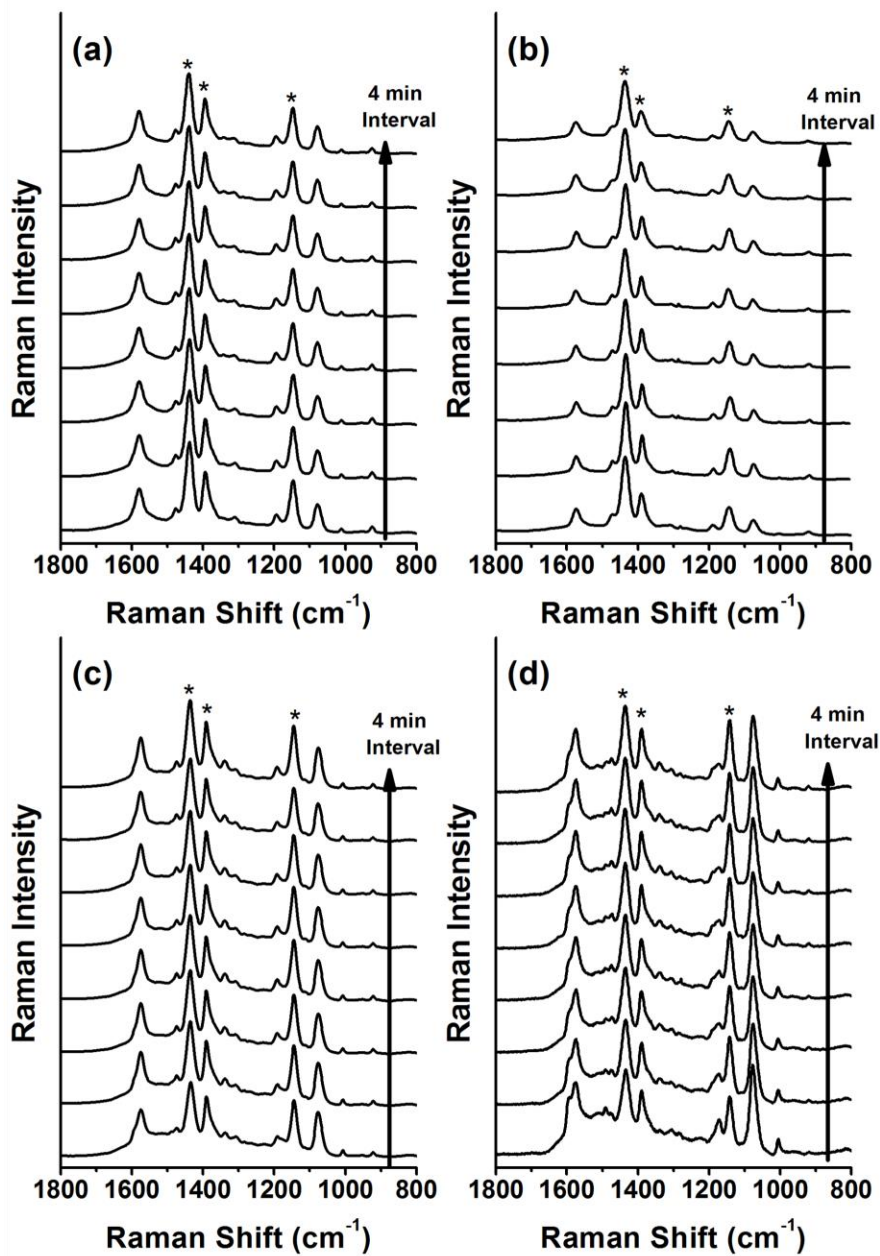 (a)
* * *
4 min
Interval
Raman Intensity
1800 1600 1400 1200 1000 800
Raman Shift (cm⁻¹)
(b)
* * *
4 min
Interval
Raman Intensity
1800 1600 1400 1200 1000 800
Raman Shift (cm⁻¹)
(c)
* * *
4 min
Interval
Raman Intensity
1800 1600 1400 1200 1000 800
Raman Shift (cm⁻¹)
(d)
* * *
4 min
Interval
Raman Intensity
1800 1600 1400 1200 1000 800
Raman Shift (cm⁻¹)